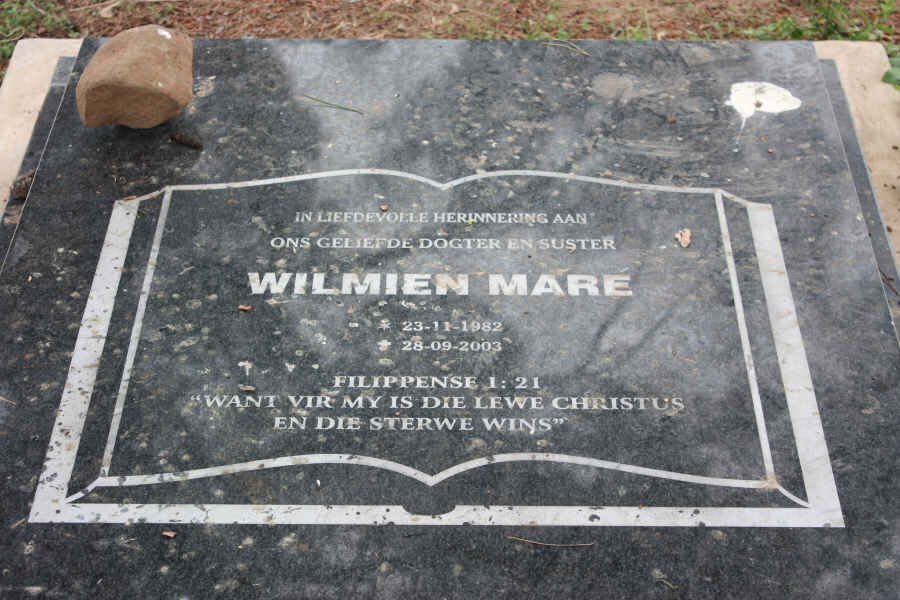 IN LIEFDEVOLLE HERINNERING AAN
ONS GELIEFDE DOGTER EN SUSTER
WILMIEN MARE
* 23-11-1982
✝ 28-09-2003
FILIPPENSE 1: 21
"WANT VIR MY IS DIE LEWE CHRISTUS
EN DIE STERWE WINS"